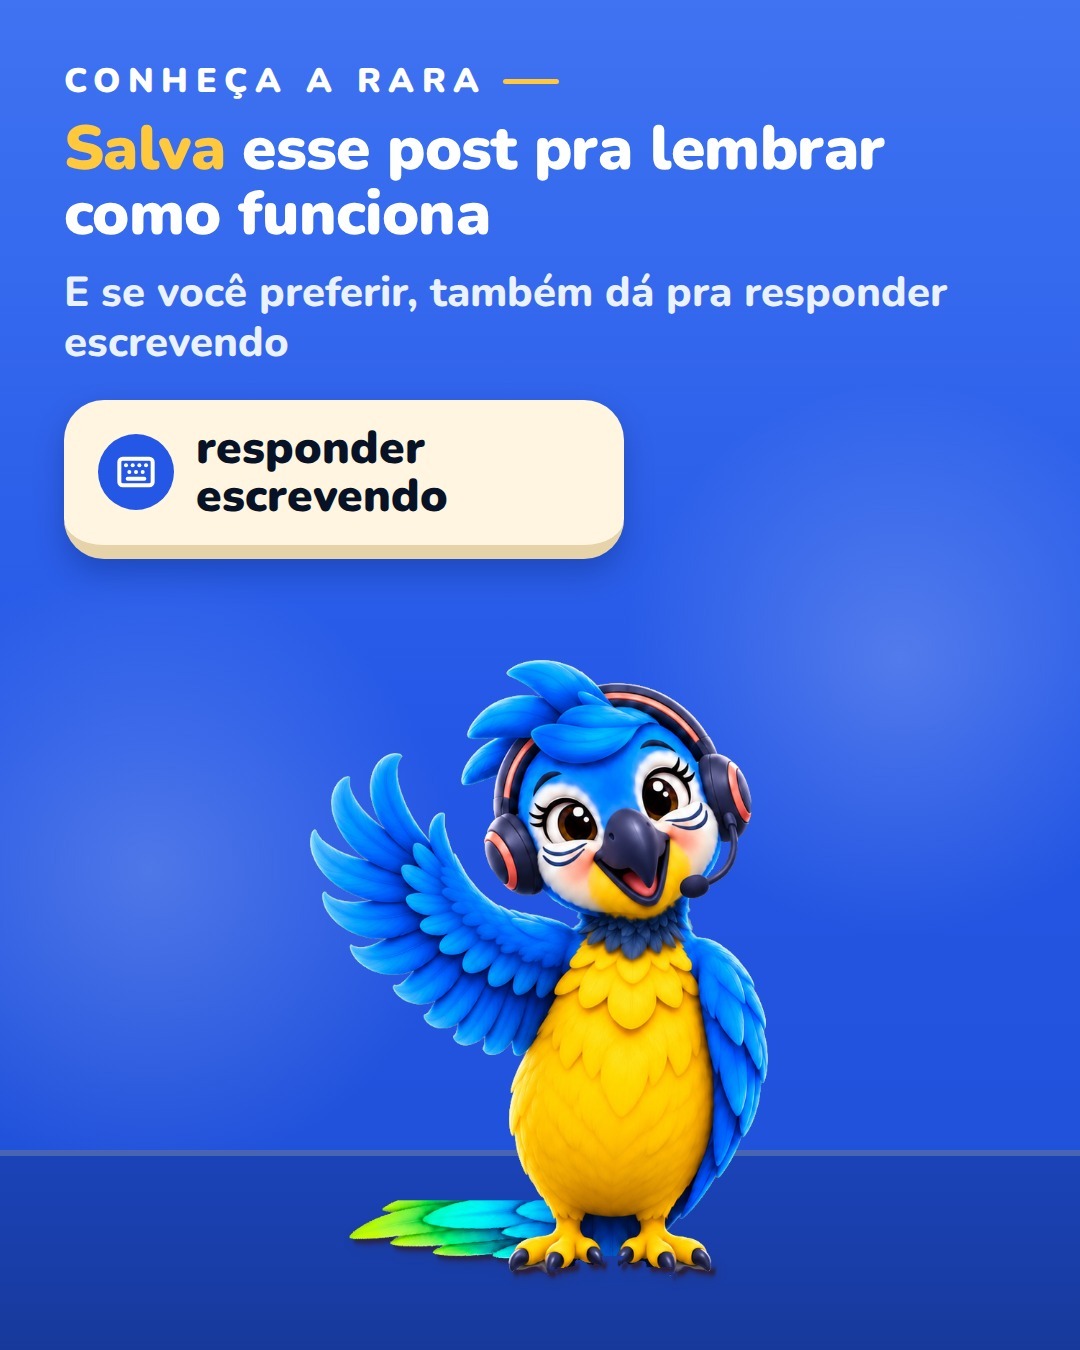 CONHEÇA A RARA
Salva esse post pra lembrar
como funciona
E se você preferir, também dá pra responder
escrevendo
responder
escrevendo